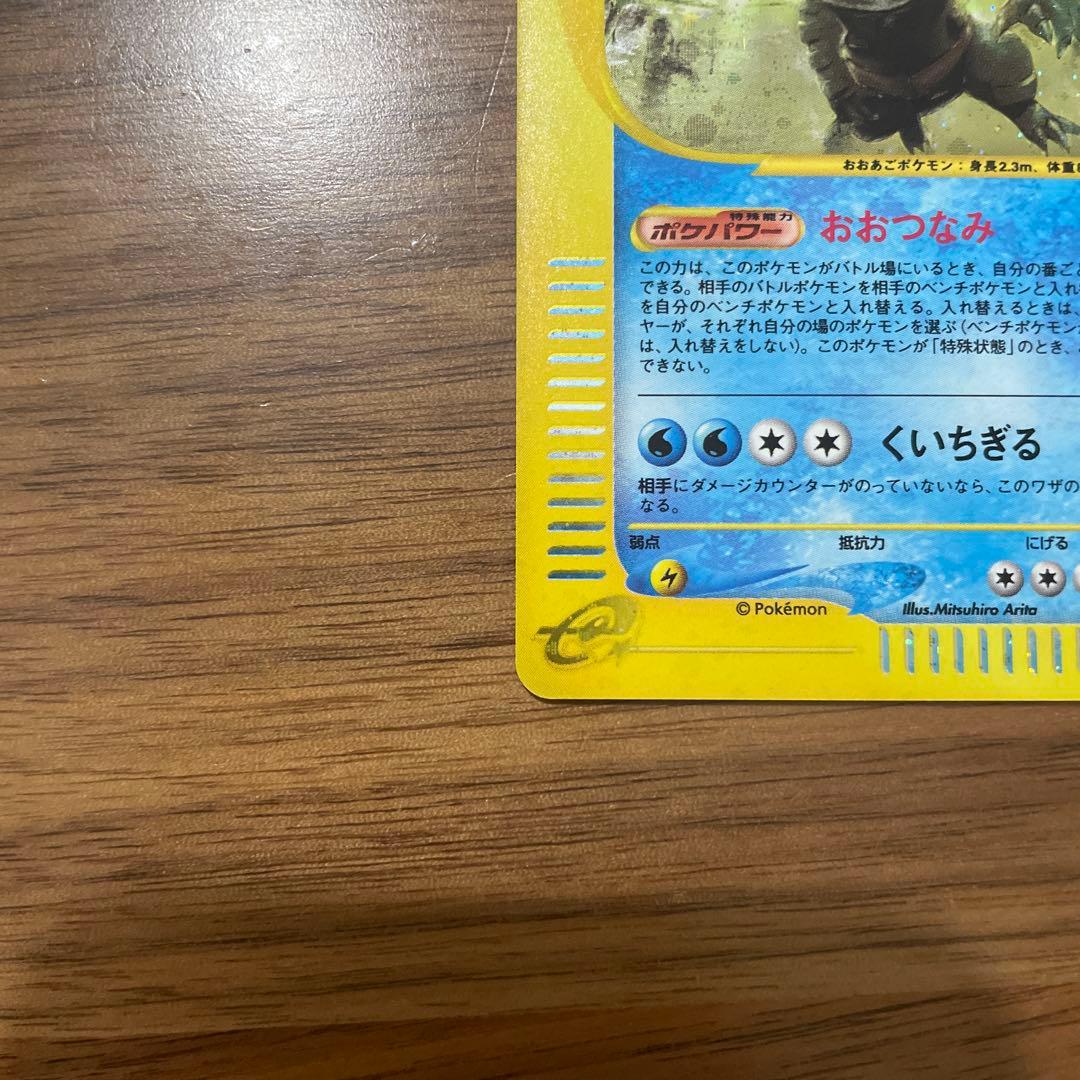 おおあごポケモン：身長2.3m、体重
特殊能力
ポケパワー おおつなみ
この力は、このポケモンがバトル場にいるとき、自分の番ご
できる。相手のバトルポケモンを相手のベンチポケモンと入れ
を自分のベンチポケモンと入れ替える。入れ替えるときは、
ヤーが、それぞれ自分の場のポケモンを選ぶ（ベンチポケモン
は、入れ替えをしない）。このポケモンが「特殊状態」のとき、
できない。
くいちぎる
相手にダメージカウンターがのっていないなら、このワザの
なる。
弱点 抵抗力 にげる
© Pokémon Illus.Mitsuhiro Arita
e